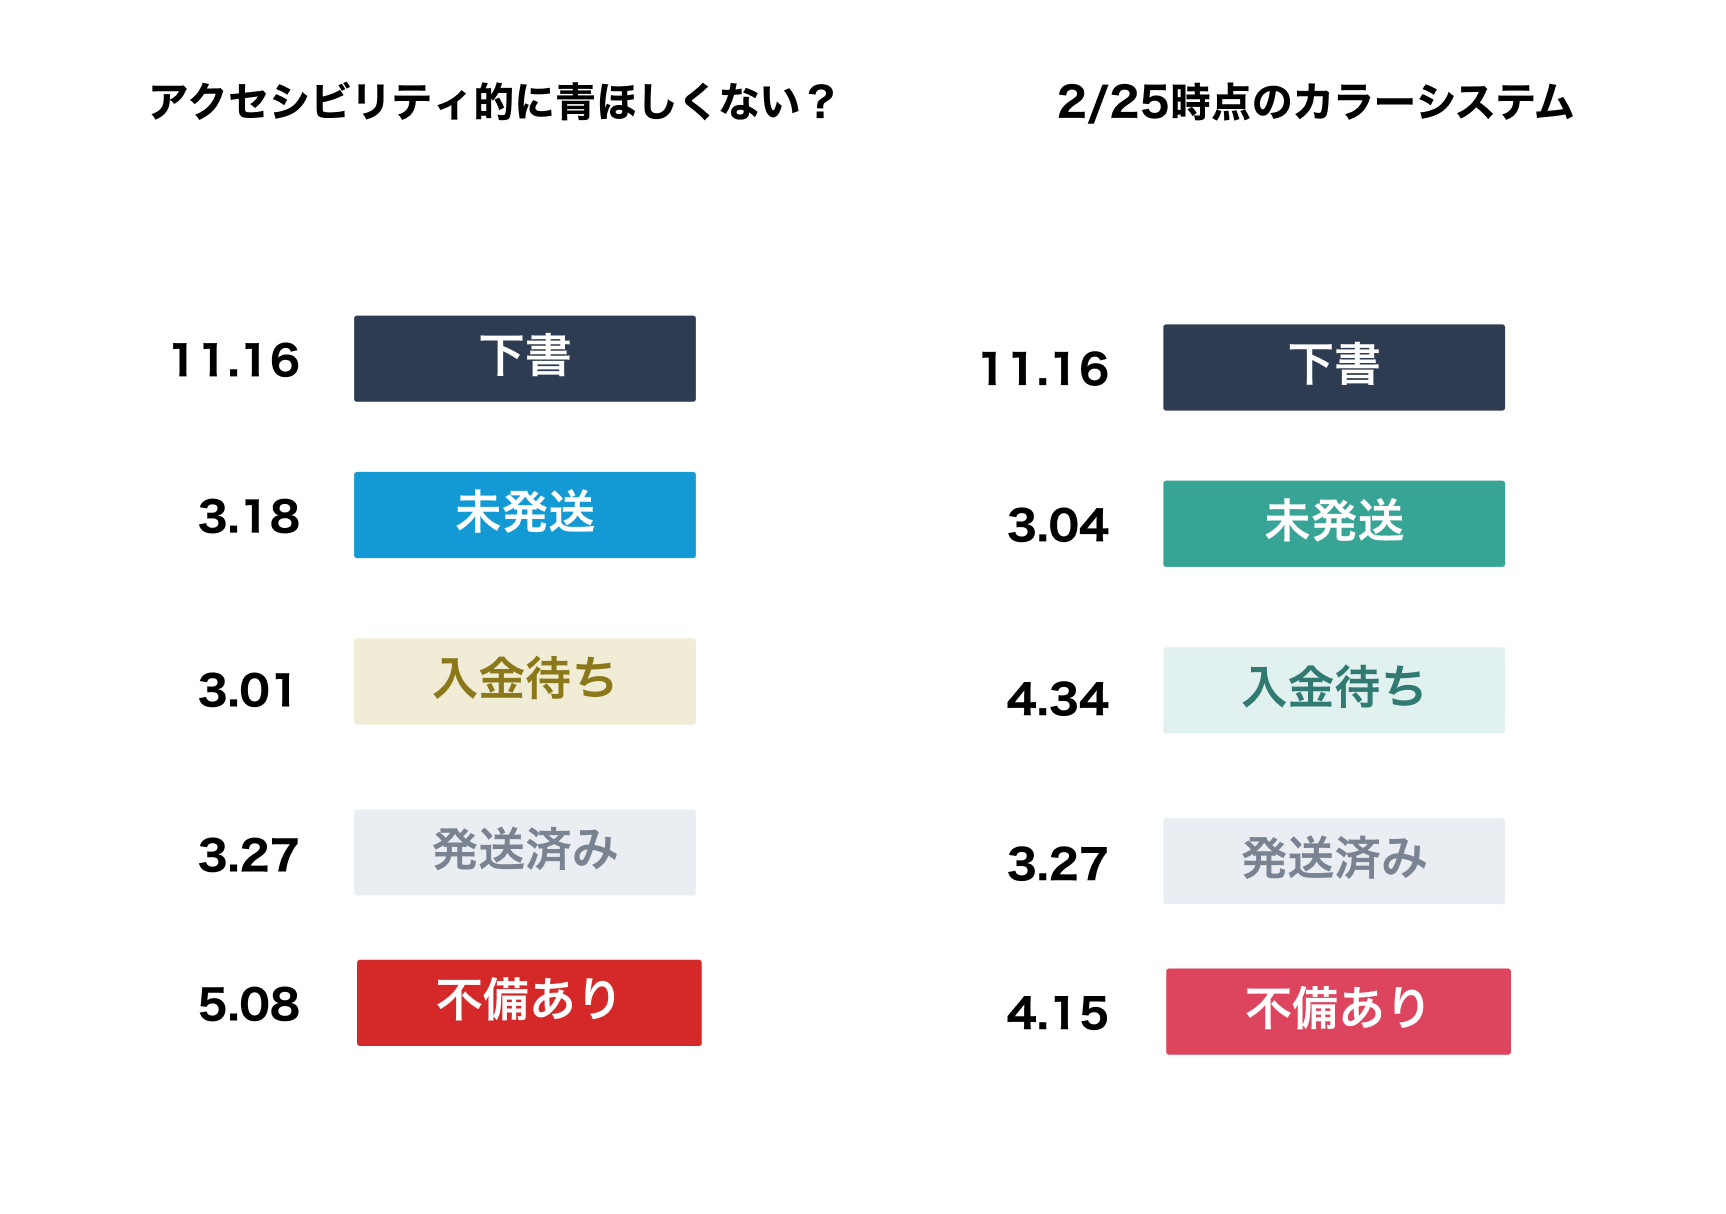 アクセシビリティ的に青ほしくない？
11.16 下書
3.18 未発送
3.01 入金待ち
3.27 発送済み
5.08 不備あり
2/25時点のカラーシステム
11.16 下書
3.04 未発送
4.34 入金待ち
3.27 発送済み
4.15 不備あり